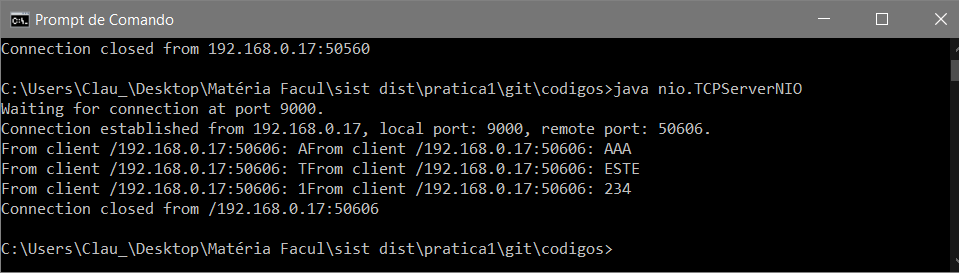 Prompt de Comando
Connection closed from 192.168.0.17:50560
C:\Users\Clau_\Desktop\Matéria Facul\sist dist\pratica1\git\codigos>java nio.TCPServerNIO
Waiting for connection at port 9000.
Connection established from 192.168.0.17, local port: 9000, remote port: 50606.
From client /192.168.0.17:50606: AFrom client /192.168.0.17:50606: AAA
From client /192.168.0.17:50606: TFrom client /192.168.0.17:50606: ESTE
From client /192.168.0.17:50606: 1From client /192.168.0.17:50606: 234
Connection closed from /192.168.0.17:50606
C:\Users\Clau_\Desktop\Matéria Facul\sist dist\pratica1\git\codigos>